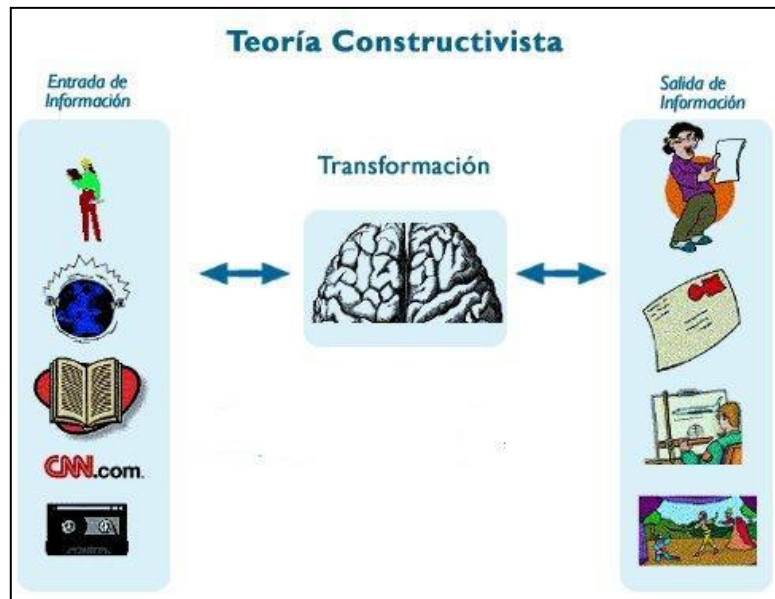 Teoría Constructivista
Entrada de
Información
Salida de
Información
Transformación
CNN.com